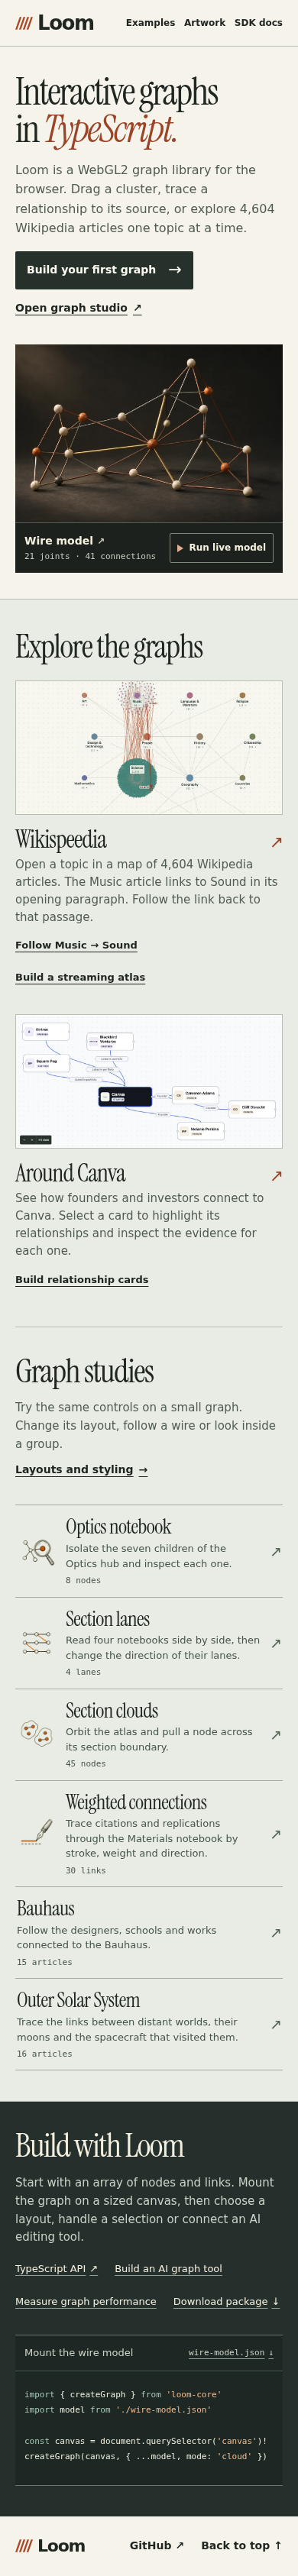 Loom
Examples Artwork SDK docs
Interactive graphs
in TypeScript.
Loom is a WebGL2 graph library for the
browser. Drag a cluster, trace a
relationship to its source, or explore 4,604
Wikipedia articles one topic at a time.
Build your first graph →
Open graph studio ↗
Wire model ↗
21 joints · 41 connections
Run live model
Explore the graphs
Wikispeedia ↗
Open a topic in a map of 4,604 Wikipedia
articles. The Music article links to Sound in its
opening paragraph. Follow the link back to
that passage.
Follow Music → Sound
Build a streaming atlas
Around Canva ↗
See how founders and investors connect to
Canva. Select a card to highlight its
relationships and inspect the evidence for
each one.
Build relationship cards
Graph studies
Try the same controls on a small graph.
Change its layout, follow a wire or look inside
a group.
Layouts and styling →
Optics notebook ↗
Isolate the seven children of the
Optics hub and inspect each one.
8 nodes
Section lanes ↗
Read four notebooks side by side, then
change the direction of their lanes.
4 lanes
Section clouds ↗
Orbit the atlas and pull a node across
its section boundary.
45 nodes
Weighted connections ↗
Trace citations and replications
through the Materials notebook by
stroke, weight and direction.
30 links
Bauhaus ↗
Follow the designers, schools and works
connected to the Bauhaus.
15 articles
Outer Solar System ↗
Trace the links between distant worlds, their
moons and the spacecraft that visited them.
16 articles
Build with Loom
Start with an array of nodes and links. Mount
the graph on a sized canvas, then choose a
layout, handle a selection or connect an AI
editing tool.
TypeScript API ↗ Build an AI graph tool
Measure graph performance Download package ↓
Mount the wire model wire-model.json ↓
import { createGraph } from 'loom-core'
import model from './wire-model.json'
const canvas = document.querySelector('canvas')!
createGraph(canvas, { ...model, mode: 'cloud' })
Loom
GitHub ↗ Back to top ↑